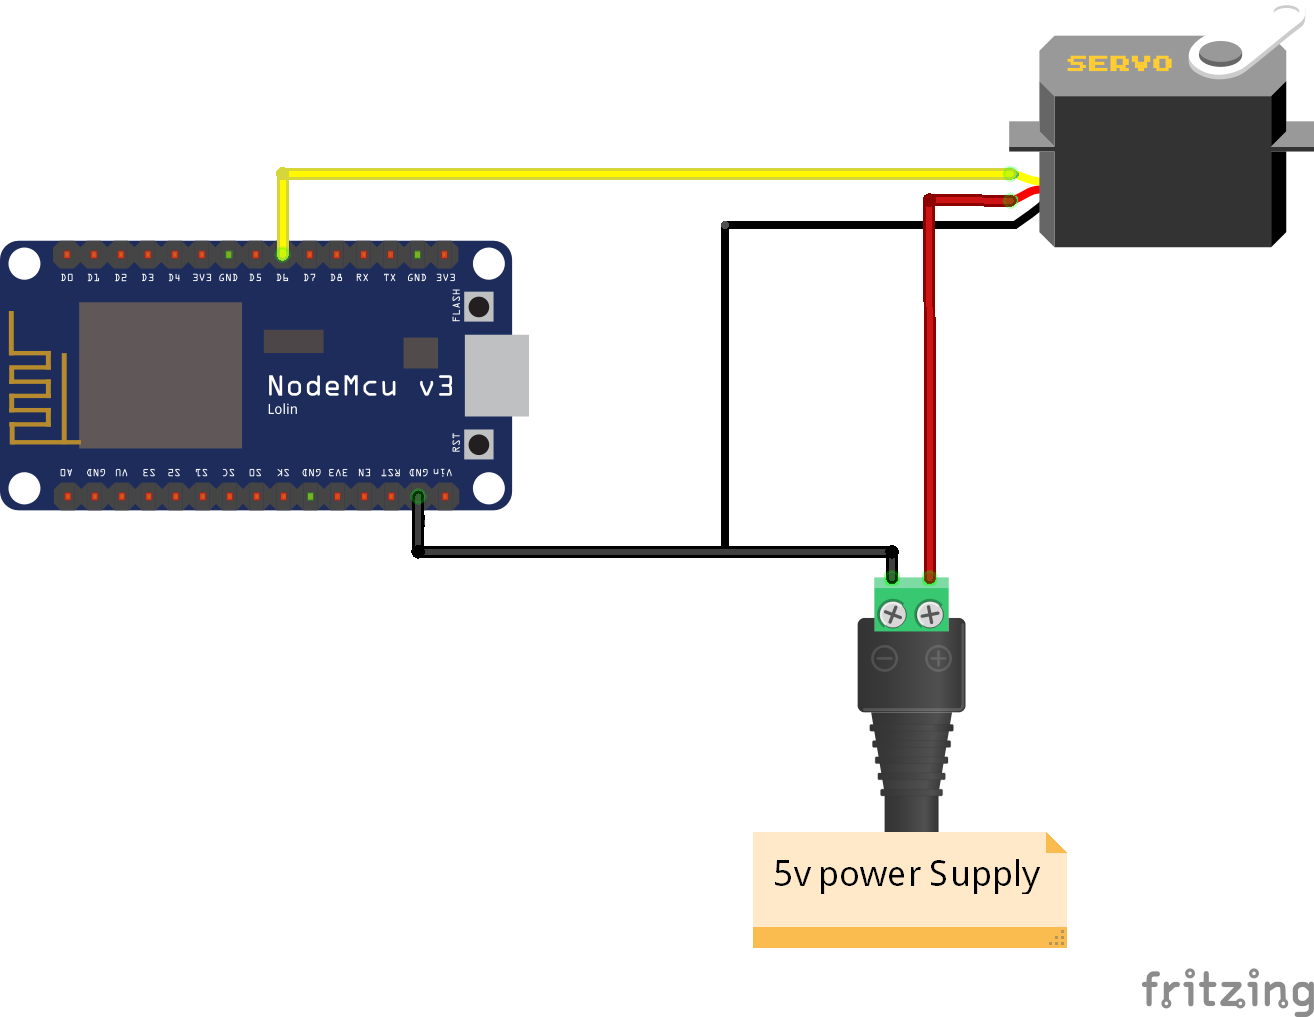 SERVO
D0 D1 D2 D3 D4 3V3 GND D5 D6 D7 D8 RX TX GND 3V3
FLASH
NodeMcu v3
Lolin
RST
A0 GND VU S3 S2 S1 SC S0 SK GND 3V3 EN RST GND Vin
5v power Supply
fritzing